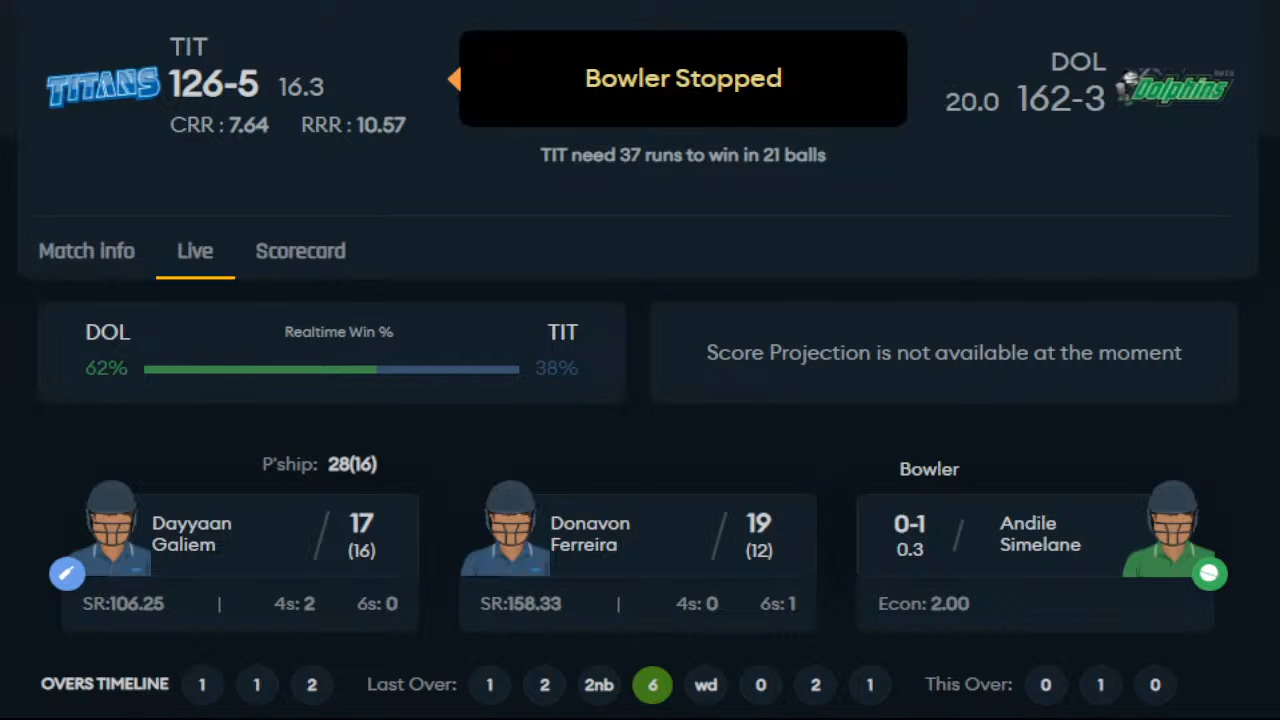 TIT
TITANS 126-5 16.3
CRR : 7.64 RRR : 10.57
Bowler Stopped
TIT need 37 runs to win in 21 balls
DOL
20.0 162-3 Dolphins
Match info Live Scorecard
DOL Realtime Win % TIT
62% 38%
Score Projection is not available at the moment
P'ship: 28(16)
Dayyaan
Galiem
17
(16)
SR:106.25 | 4s: 2 6s: 0
Donavon
Ferreira
19
(12)
SR:158.33 | 4s: 0 6s: 1
Bowler
0-1
0.3
Andile
Simelane
Econ: 2.00
OVERS TIMELINE 1 1 2 Last Over: 1 2 2nb 6 wd 0 2 1 This Over: 0 1 0